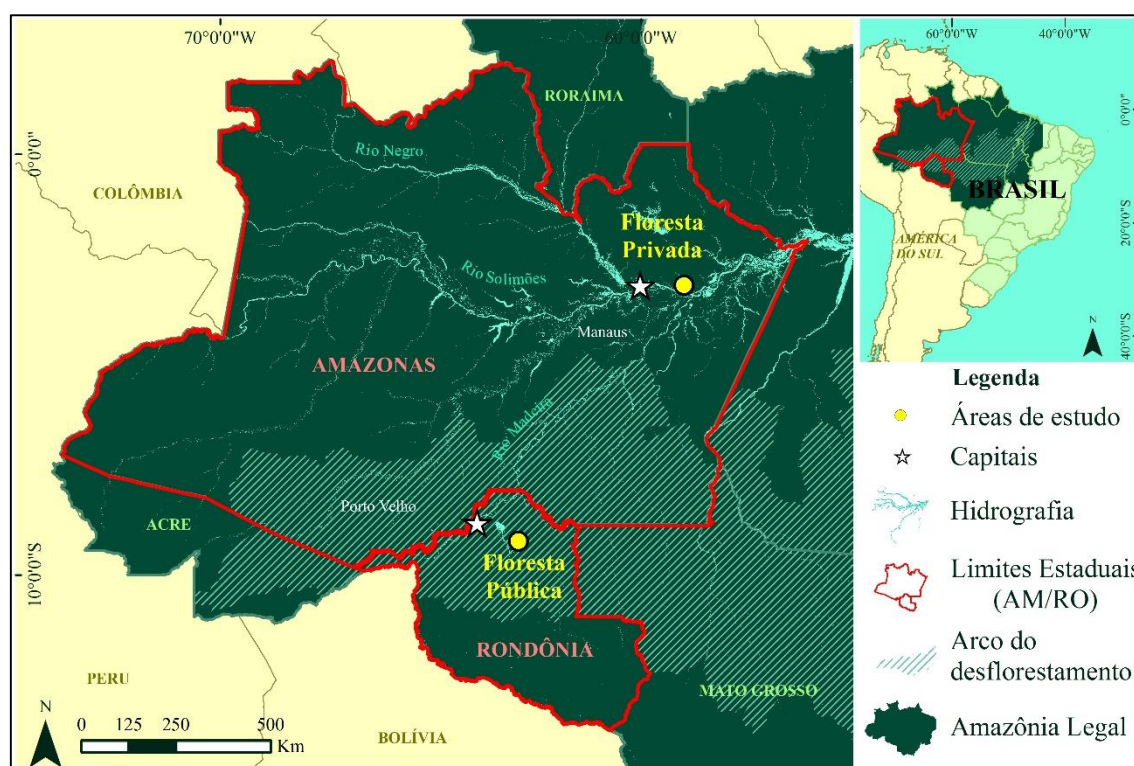 70°0'0"W
60°0'0"W
0°0'0"
10°0'0"S
RORAIMA
Rio Negro
COLÔMBIA
Floresta
Privada
Rio Solimões
Manaus
AMAZONAS
Rio Madeira
Porto Velho
ACRE
Floresta
Pública
RONDÔNIA
MATO GROSSO
PERU
BOLÍVIA
N
0 125 250 500
Km
60°0'0"W
40°0'0"W
0°0'0"
20°0'0"S
40°0'0"S
BRASIL
AMÉRICA
DO SUL
N
Legenda
Áreas de estudo
Capitais
Hidrografia
Limites Estaduais
(AM/RO)
Arco do
desflorestamento
Amazônia Legal